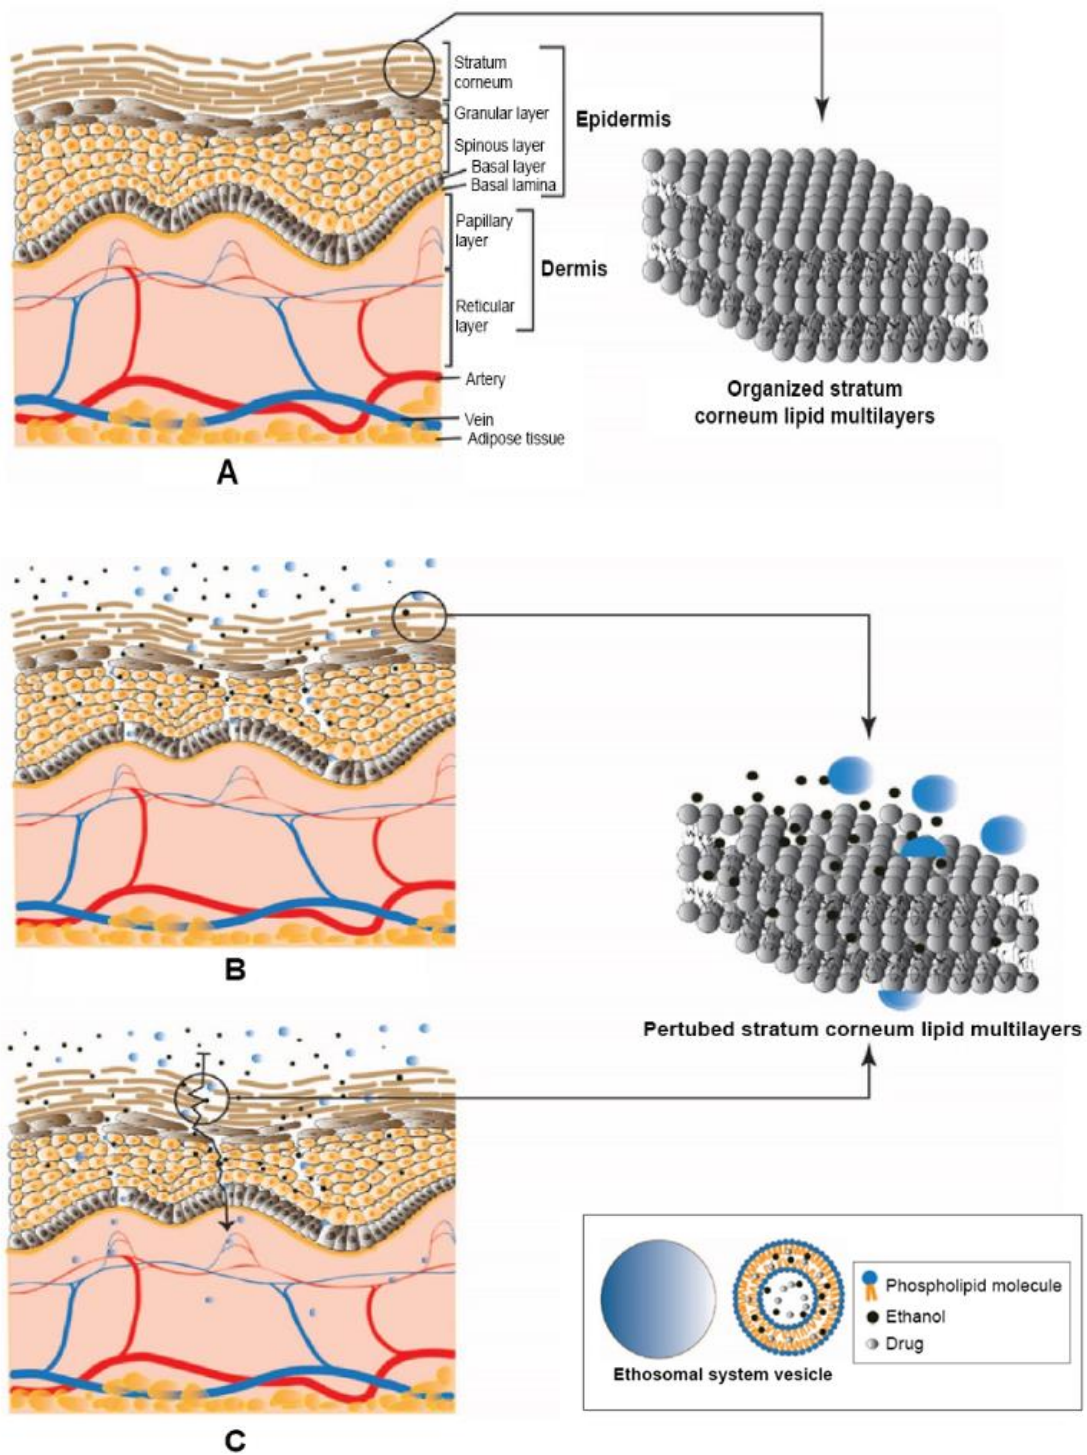 Stratum
corneum
Granular layer
Epidermis
Spinous layer
Basal layer
Basal lamina
Papillary
layer
Dermis
Reticular
layer
Artery
Vein
Adipose tissue
A
Organized stratum
corneum lipid multilayers
B
Pertubed stratum corneum lipid multilayers
C
Ethosomal system vesicle
Phospholipid molecule
Ethanol
Drug